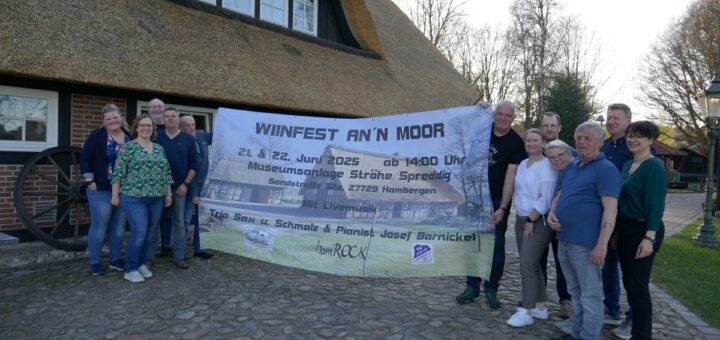 WIINFEST AN'N MOOR
21. & 22. Juni 2025 ab 14:00 Uhr
Museumsanlage Ströhe Spreddig
Sandstraße 32a, 27729 Hambergen
Mit Livemusik
Trio Sax u. Schmalz & Pianist Josef Barnickel
hamROCK